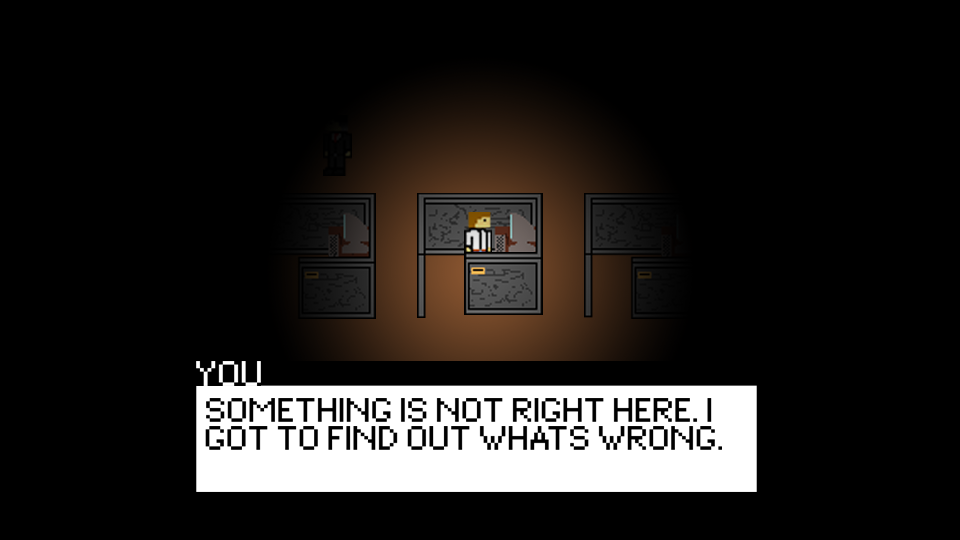 YOU
SOMETHING IS NOT RIGHT HERE. I
GOT TO FIND OUT WHATS WRONG.